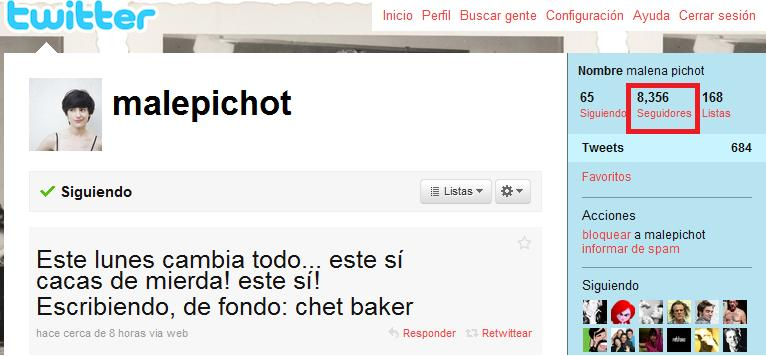 twitter
Inicio Perfil Buscar gente Configuración Ayuda Cerrar sesión
malepichot
Siguiendo
Listas
Este lunes cambia todo... este sí
cacas de mierda! este sí!
Escribiendo, de fondo: chet baker
hace cerca de 8 horas via web
Responder Retwittear
Nombre malena pichot
65 8,356 168
Siguiendo Seguidores Listas
Tweets 684
Favoritos
Acciones
bloquear a malepichot
informar de spam
Siguiendo